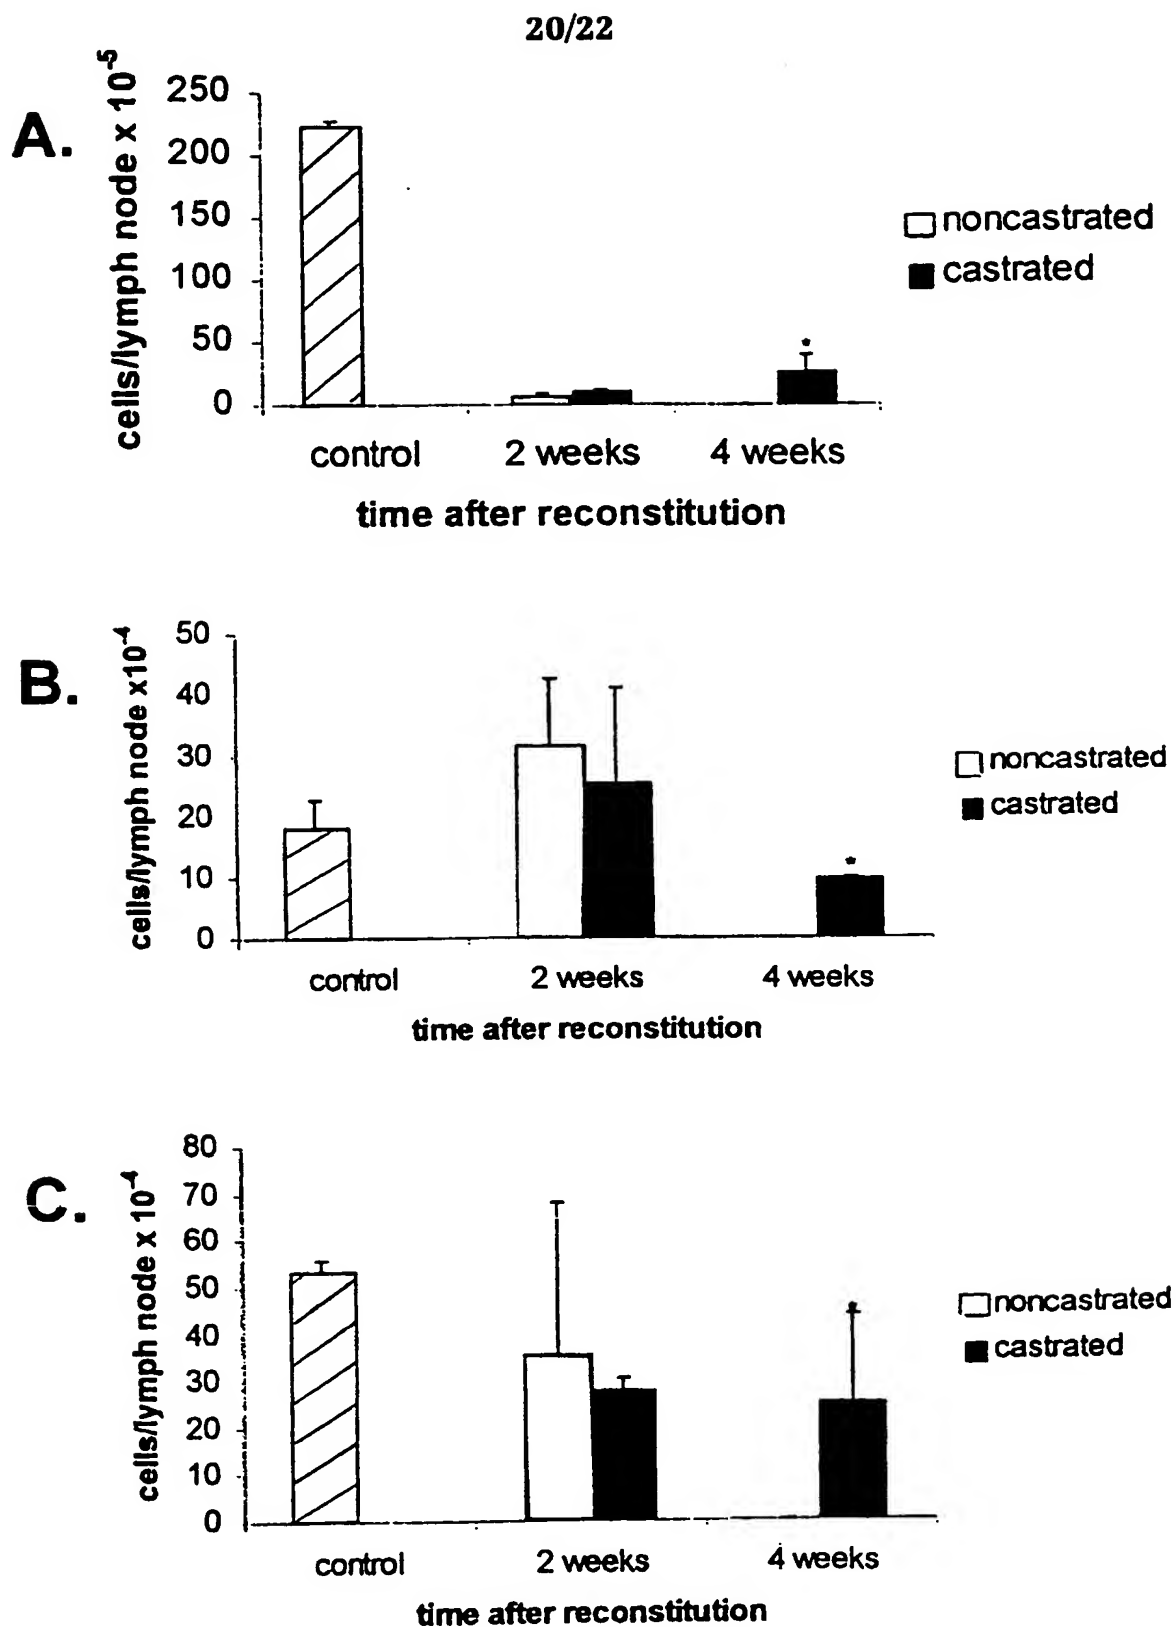 20/22
A.
cells/lymph node x 10⁻⁵
250
200
150
100
50
0
*
noncastrated
castrated
control 2 weeks 4 weeks
time after reconstitution
B.
cells/lymph node x10⁻⁴
50
40
30
20
10
0
*
noncastrated
castrated
control 2 weeks 4 weeks
time after reconstitution
C.
cells/lymph node x 10⁻⁴
80
70
60
50
40
30
20
10
0
*
noncastrated
castrated
control 2 weeks 4 weeks
time after reconstitution